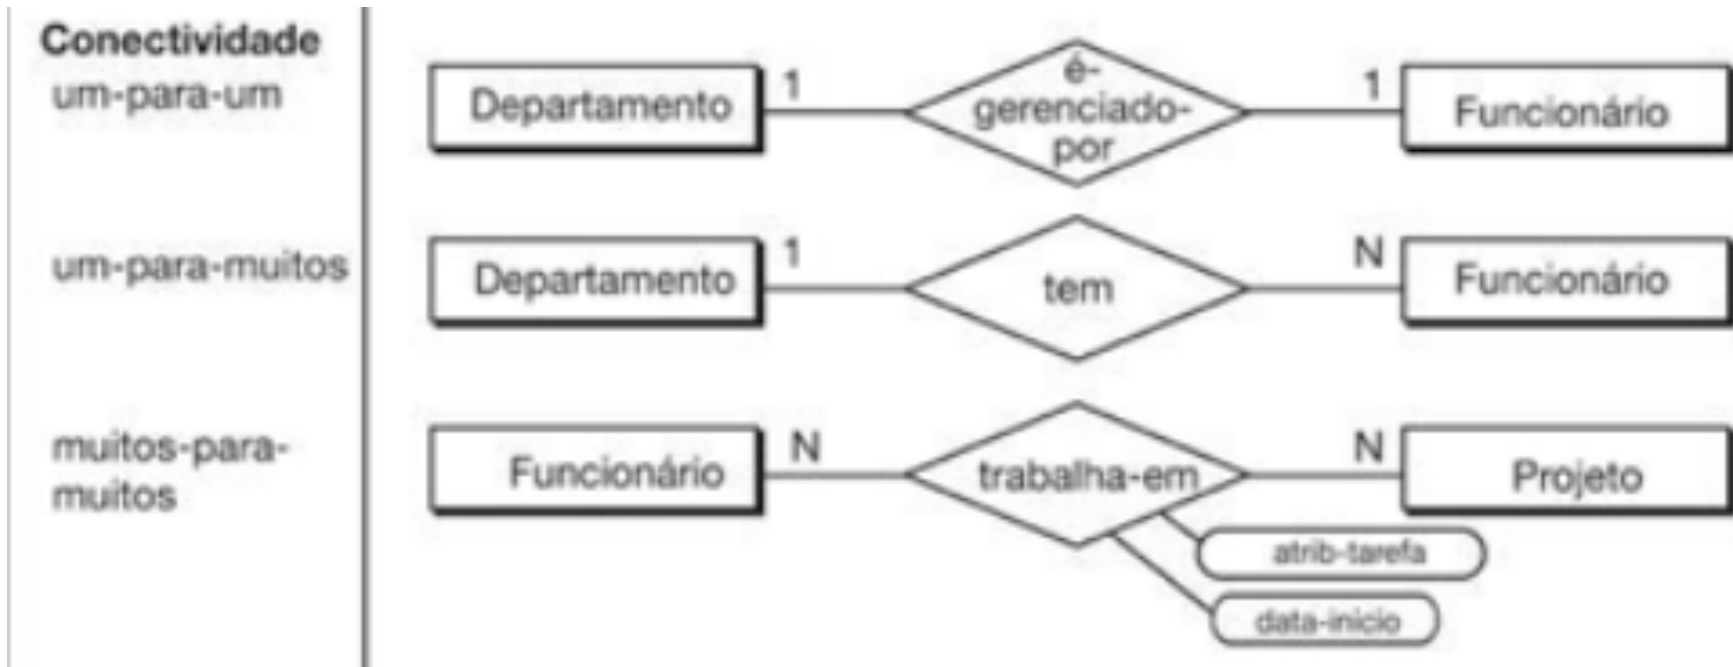 Conectividade
um-para-um
Departamento
1
é-
gerenciado-
por
1
Funcionário
um-para-muitos
Departamento
1
tem
N
Funcionário
muitos-para-
muitos
Funcionário
N
trabalha-em
N
Projeto
atrib-tarefa
data-inicio